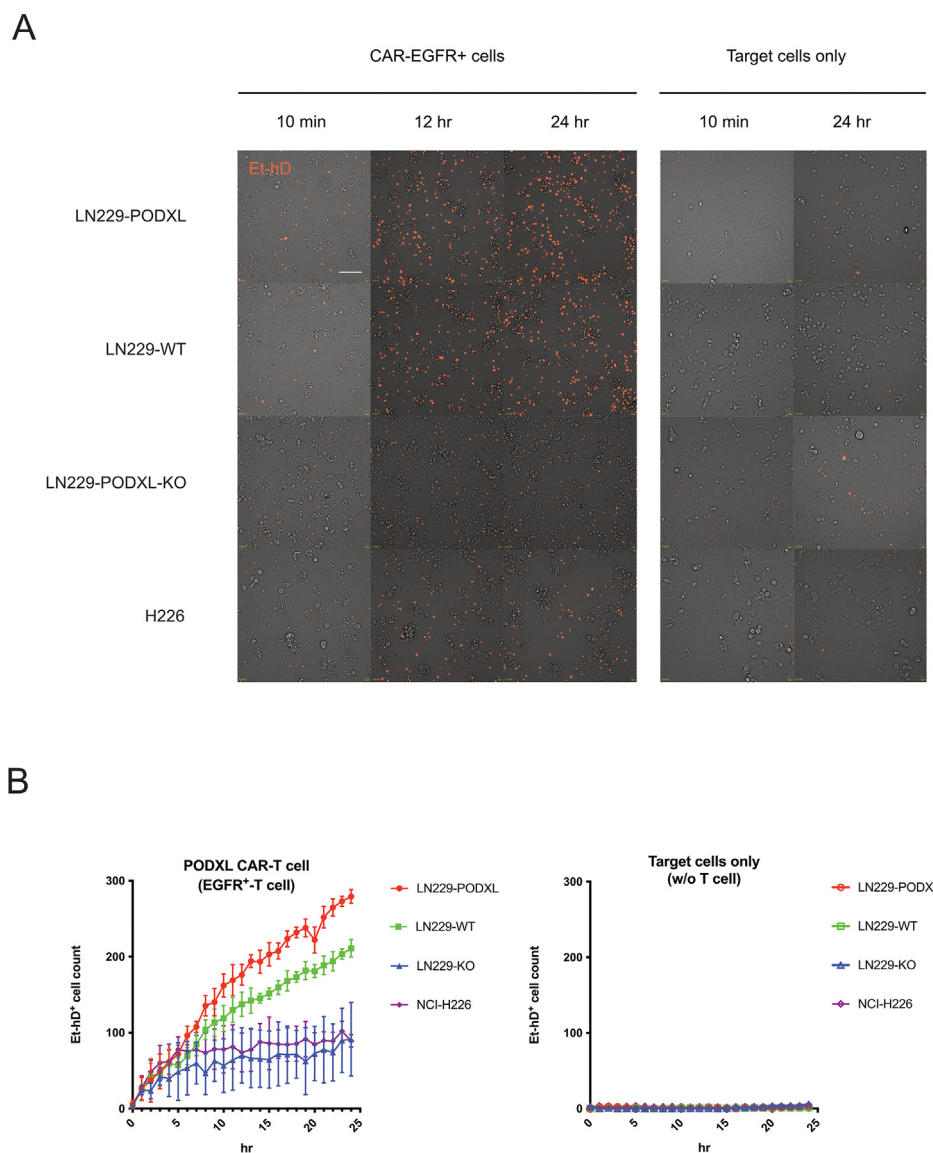 A
CAR-EGFR+ cells
Target cells only
10 min
12 hr
24 hr
10 min
24 hr
Et-hD
LN229-PODXL
LN229-WT
LN229-PODXL-KO
H226
B
PODXL CAR-T cell
(EGFR⁺-T cell)
Et-hD⁺ cell count
300
200
100
0
0
5
10
15
20
25
hr
LN229-PODXL
LN229-WT
LN229-KO
NCI-H226
Target cells only
(w/o T cell)
Et-hD⁺ cell count
300
200
100
0
0
5
10
15
20
25
hr
LN229-PODX
LN229-WT
LN229-KO
NCI-H226